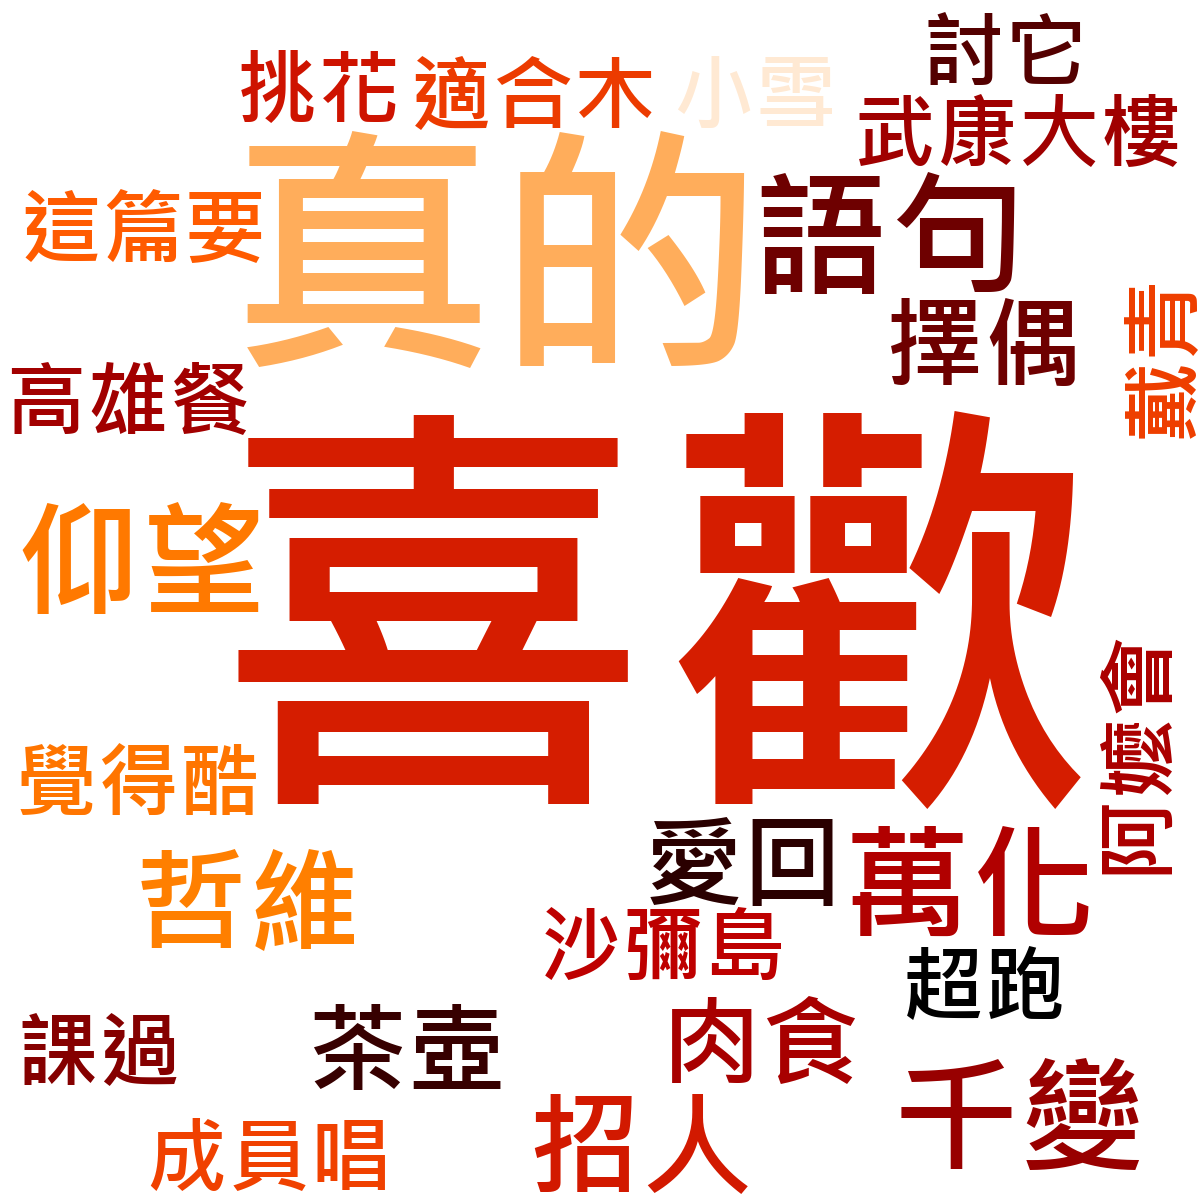 討它
挑花
適合木
小雪
武康大樓
真的
語句
這篇要
擇偶
戴青
高雄餐
喜歡
仰望
阿嬤會
覺得酷
愛回
萬化
哲維
沙彌島
超跑
肉食
茶壺
課過
千變
招人
成員唱